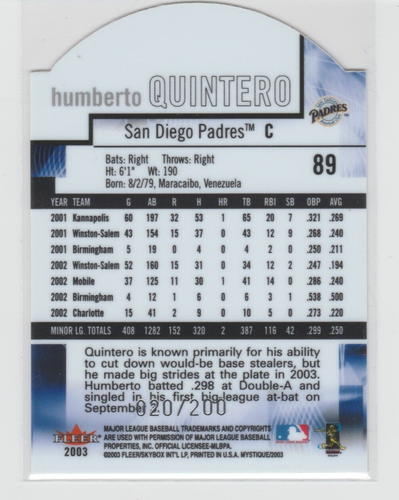 humberto QUINTERO
PADRES
San Diego Padres™ C
Bats: Right Throws: Right
Ht: 6'1" Wt: 190
Born: 8/2/79, Maracaibo, Venezuela
89
YEAR TEAM G AB R H HR TB RBI SB OBP AVG
2001 Kannapolis 60 197 32 53 1 65 20 7 .321 .269
2001 Winston-Salem 43 154 15 37 0 43 12 9 .268 .240
2001 Birmingham 5 19 0 4 0 5 2 0 .250 .211
2002 Winston-Salem 52 160 15 31 0 34 12 2 .247 .194
2002 Mobile 37 125 11 30 1 41 14 0 .286 .240
2002 Birmingham 4 12 1 6 0 6 3 1 .538 .500
2002 Charlotte 15 41 2 9 0 10 5 0 .273 .220
MINOR LG. TOTALS 408 1282 152 320 2 387 116 42 .299 .250
Quintero is known primarily for his ability
to cut down would-be base stealers, but
he made big strides at the plate in 2003.
Humberto batted .298 at Double-A and
singled in his first big-league at-bat on
September
020/200
FLEER
2003
MAJOR LEAGUE BASEBALL TRADEMARKS AND COPYRIGHTS
ARE USED WITH PERMISSION OF MAJOR LEAGUE BASEBALL
PROPERTIES, INC. OFFICIAL LICENSEE-MLBPA.
©2003 FLEER/SKYBOX INT'L LP, PRINTED IN U.S.A. MYSTIQUE/2003